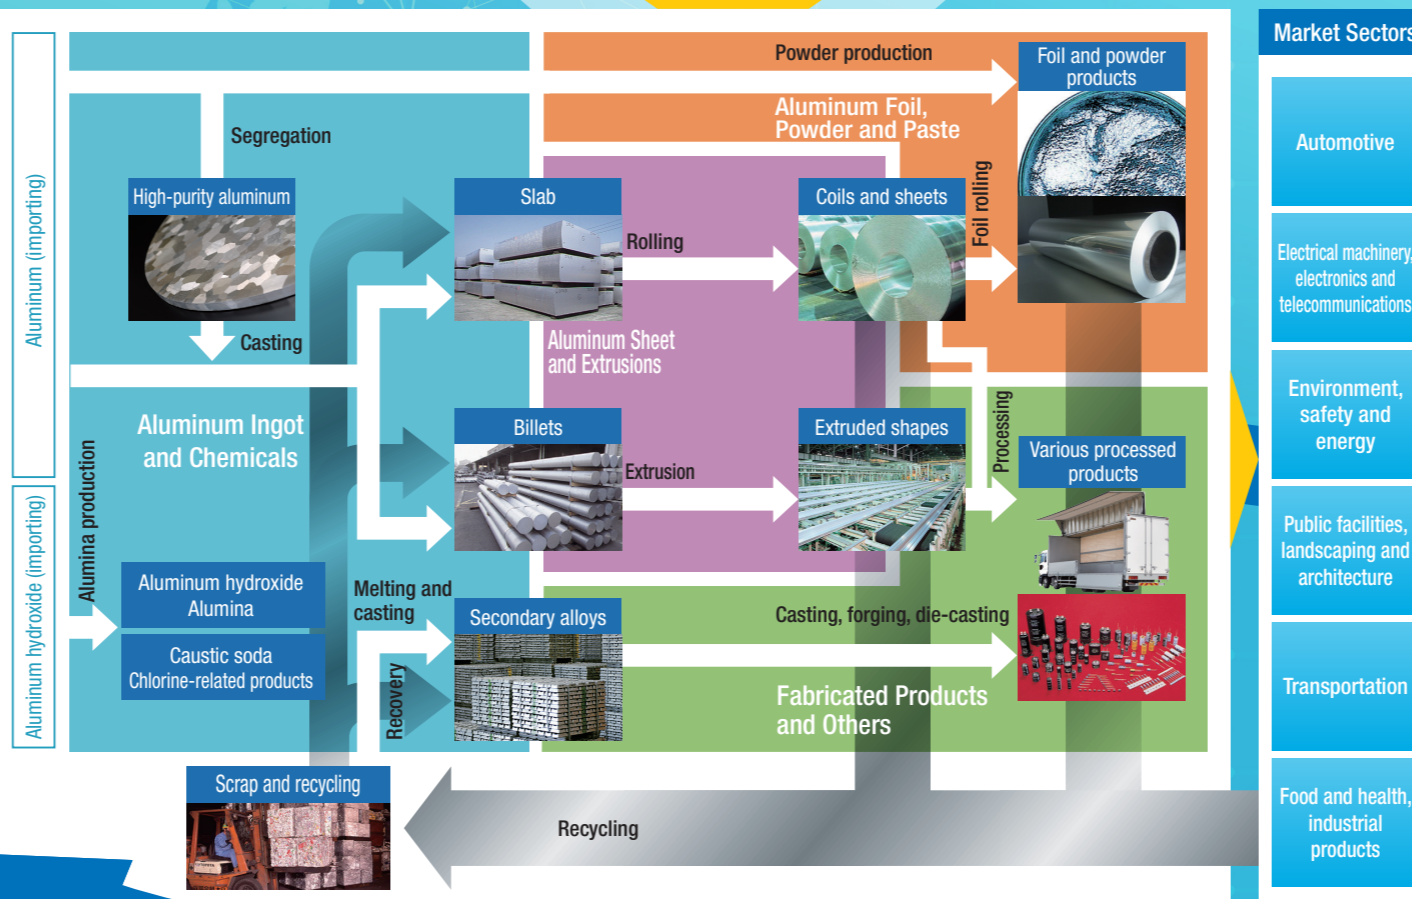 Market Sectors
Powder production
Foil and powder
products
Aluminum Foil,
Powder and Paste
Automotive
Segregation
Aluminum (importing)
High-purity aluminum
Slab
Coils and sheets
Foil rolling
Rolling
Electrical machinery,
electronics and
telecommunications
Casting
Aluminum Sheet
and Extrusions
Environment,
safety and
energy
Aluminum Ingot
and Chemicals
Billets
Extruded shapes
Processing
Various processed
products
Extrusion
Alumina production
Aluminum hydroxide (importing)
Public facilities,
landscaping and
architecture
Aluminum hydroxide
Alumina
Melting and
casting
Secondary alloys
Casting, forging, die-casting
Caustic soda
Chlorine-related products
Recovery
Fabricated Products
and Others
Transportation
Scrap and recycling
Recycling
Food and health,
industrial
products